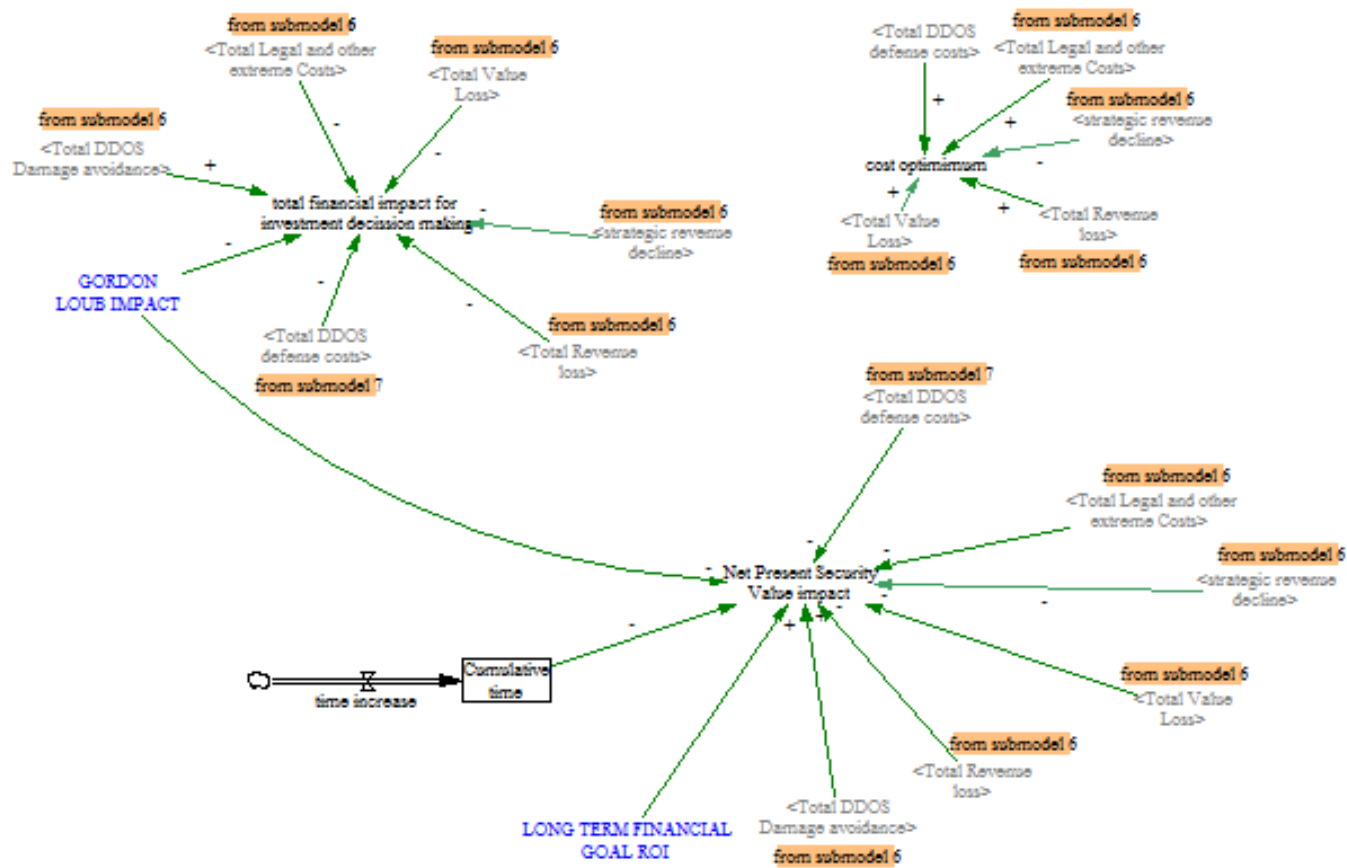 from submodel 6
<Total Legal and other
extreme Costs>
from submodel 6
<Total Value
Loss>
from submodel 6
<Total DDOS
Damage avoidance>
+
-
-
total financial impact for
investment decission making
-
from submodel 6
<strategic revenue
decline>
-
GORDON
LOUB IMPACT
-
<Total DDOS
defense costs>
from submodel 7
-
from submodel 6
<Total Revenue
loss>
<Total DDOS
defense costs>
from submodel 6
<Total Legal and other
extreme Costs>
from submodel 6
<strategic revenue
decline>
+
+
-
cost optimimum
+
<Total Value
Loss>
from submodel 6
+
<Total Revenue
loss>
from submodel 6
from submodel 7
<Total DDOS
defense costs>
from submodel 6
<Total Legal and other
extreme Costs>
from submodel 6
<strategic revenue
decline>
-
-
-
Net Present Security
Value impact
-
-
-
-
+
+
Cumulative
time
time increase
from submodel 6
<Total Value
Loss>
from submodel 6
<Total Revenue
loss>
<Total DDOS
Damage avoidance>
from submodel 6
LONG TERM FINANCIAL
GOAL ROI